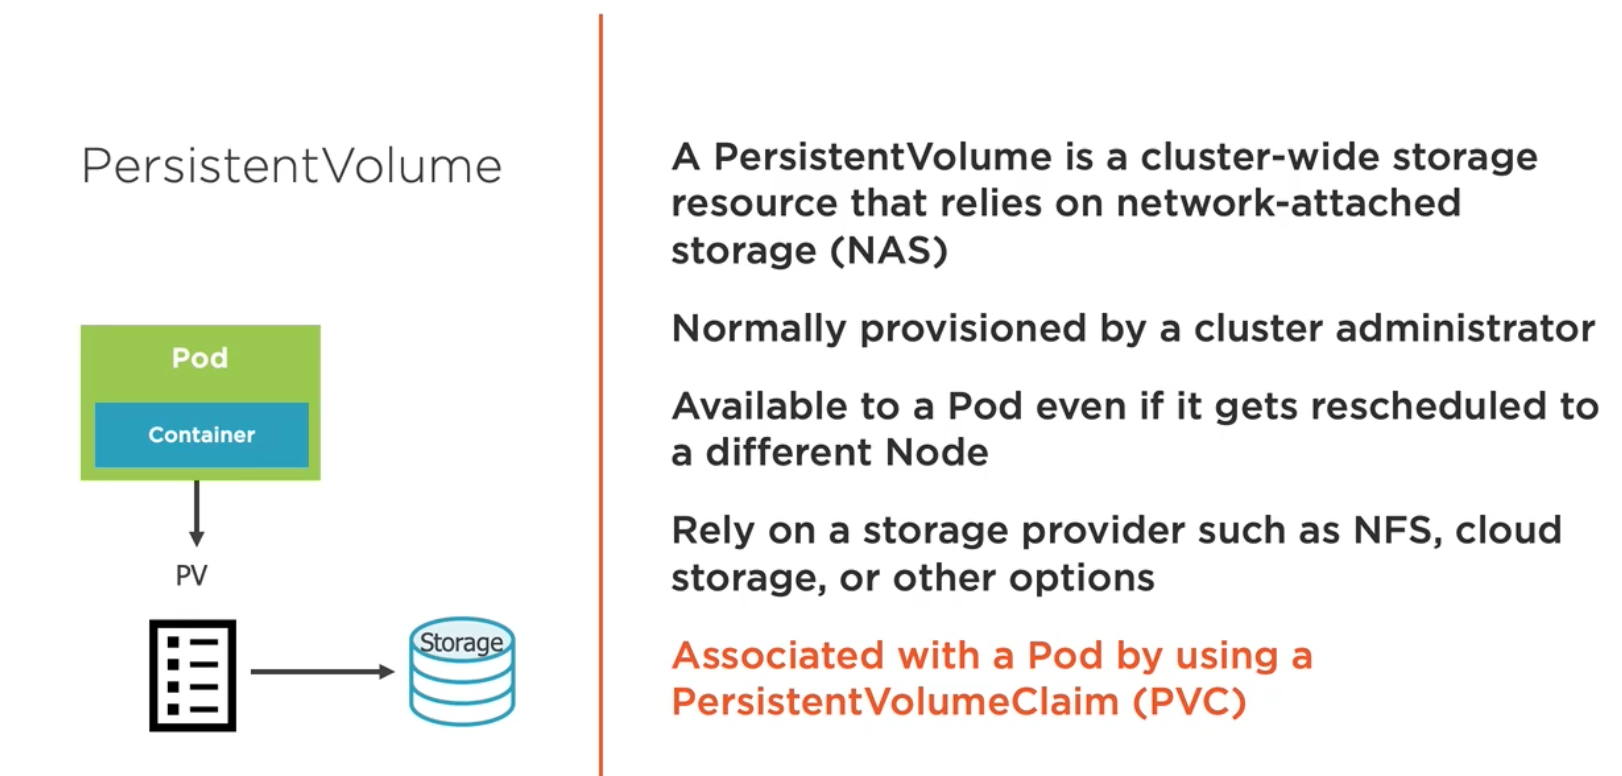 PersistentVolume
Pod
Container
PV
Storage
A PersistentVolume is a cluster-wide storage
resource that relies on network-attached
storage (NAS)
Normally provisioned by a cluster administrator
Available to a Pod even if it gets rescheduled to
a different Node
Rely on a storage provider such as NFS, cloud
storage, or other options
Associated with a Pod by using a
PersistentVolumeClaim (PVC)